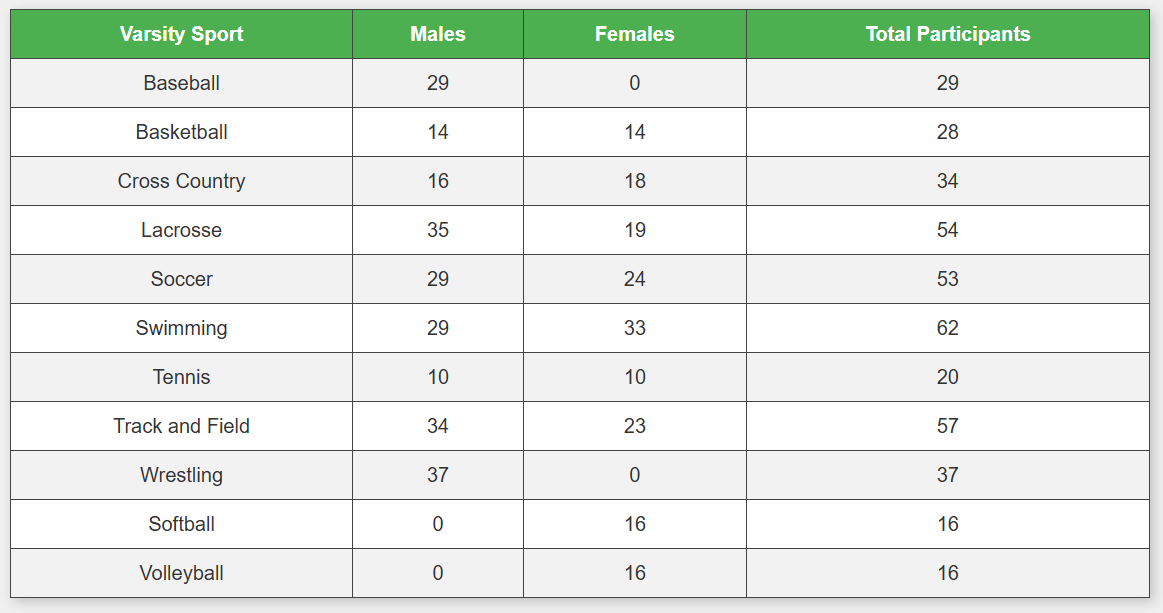 Varsity Sport Males Females Total Participants
Baseball 29 0 29
Basketball 14 14 28
Cross Country 16 18 34
Lacrosse 35 19 54
Soccer 29 24 53
Swimming 29 33 62
Tennis 10 10 20
Track and Field 34 23 57
Wrestling 37 0 37
Softball 0 16 16
Volleyball 0 16 16